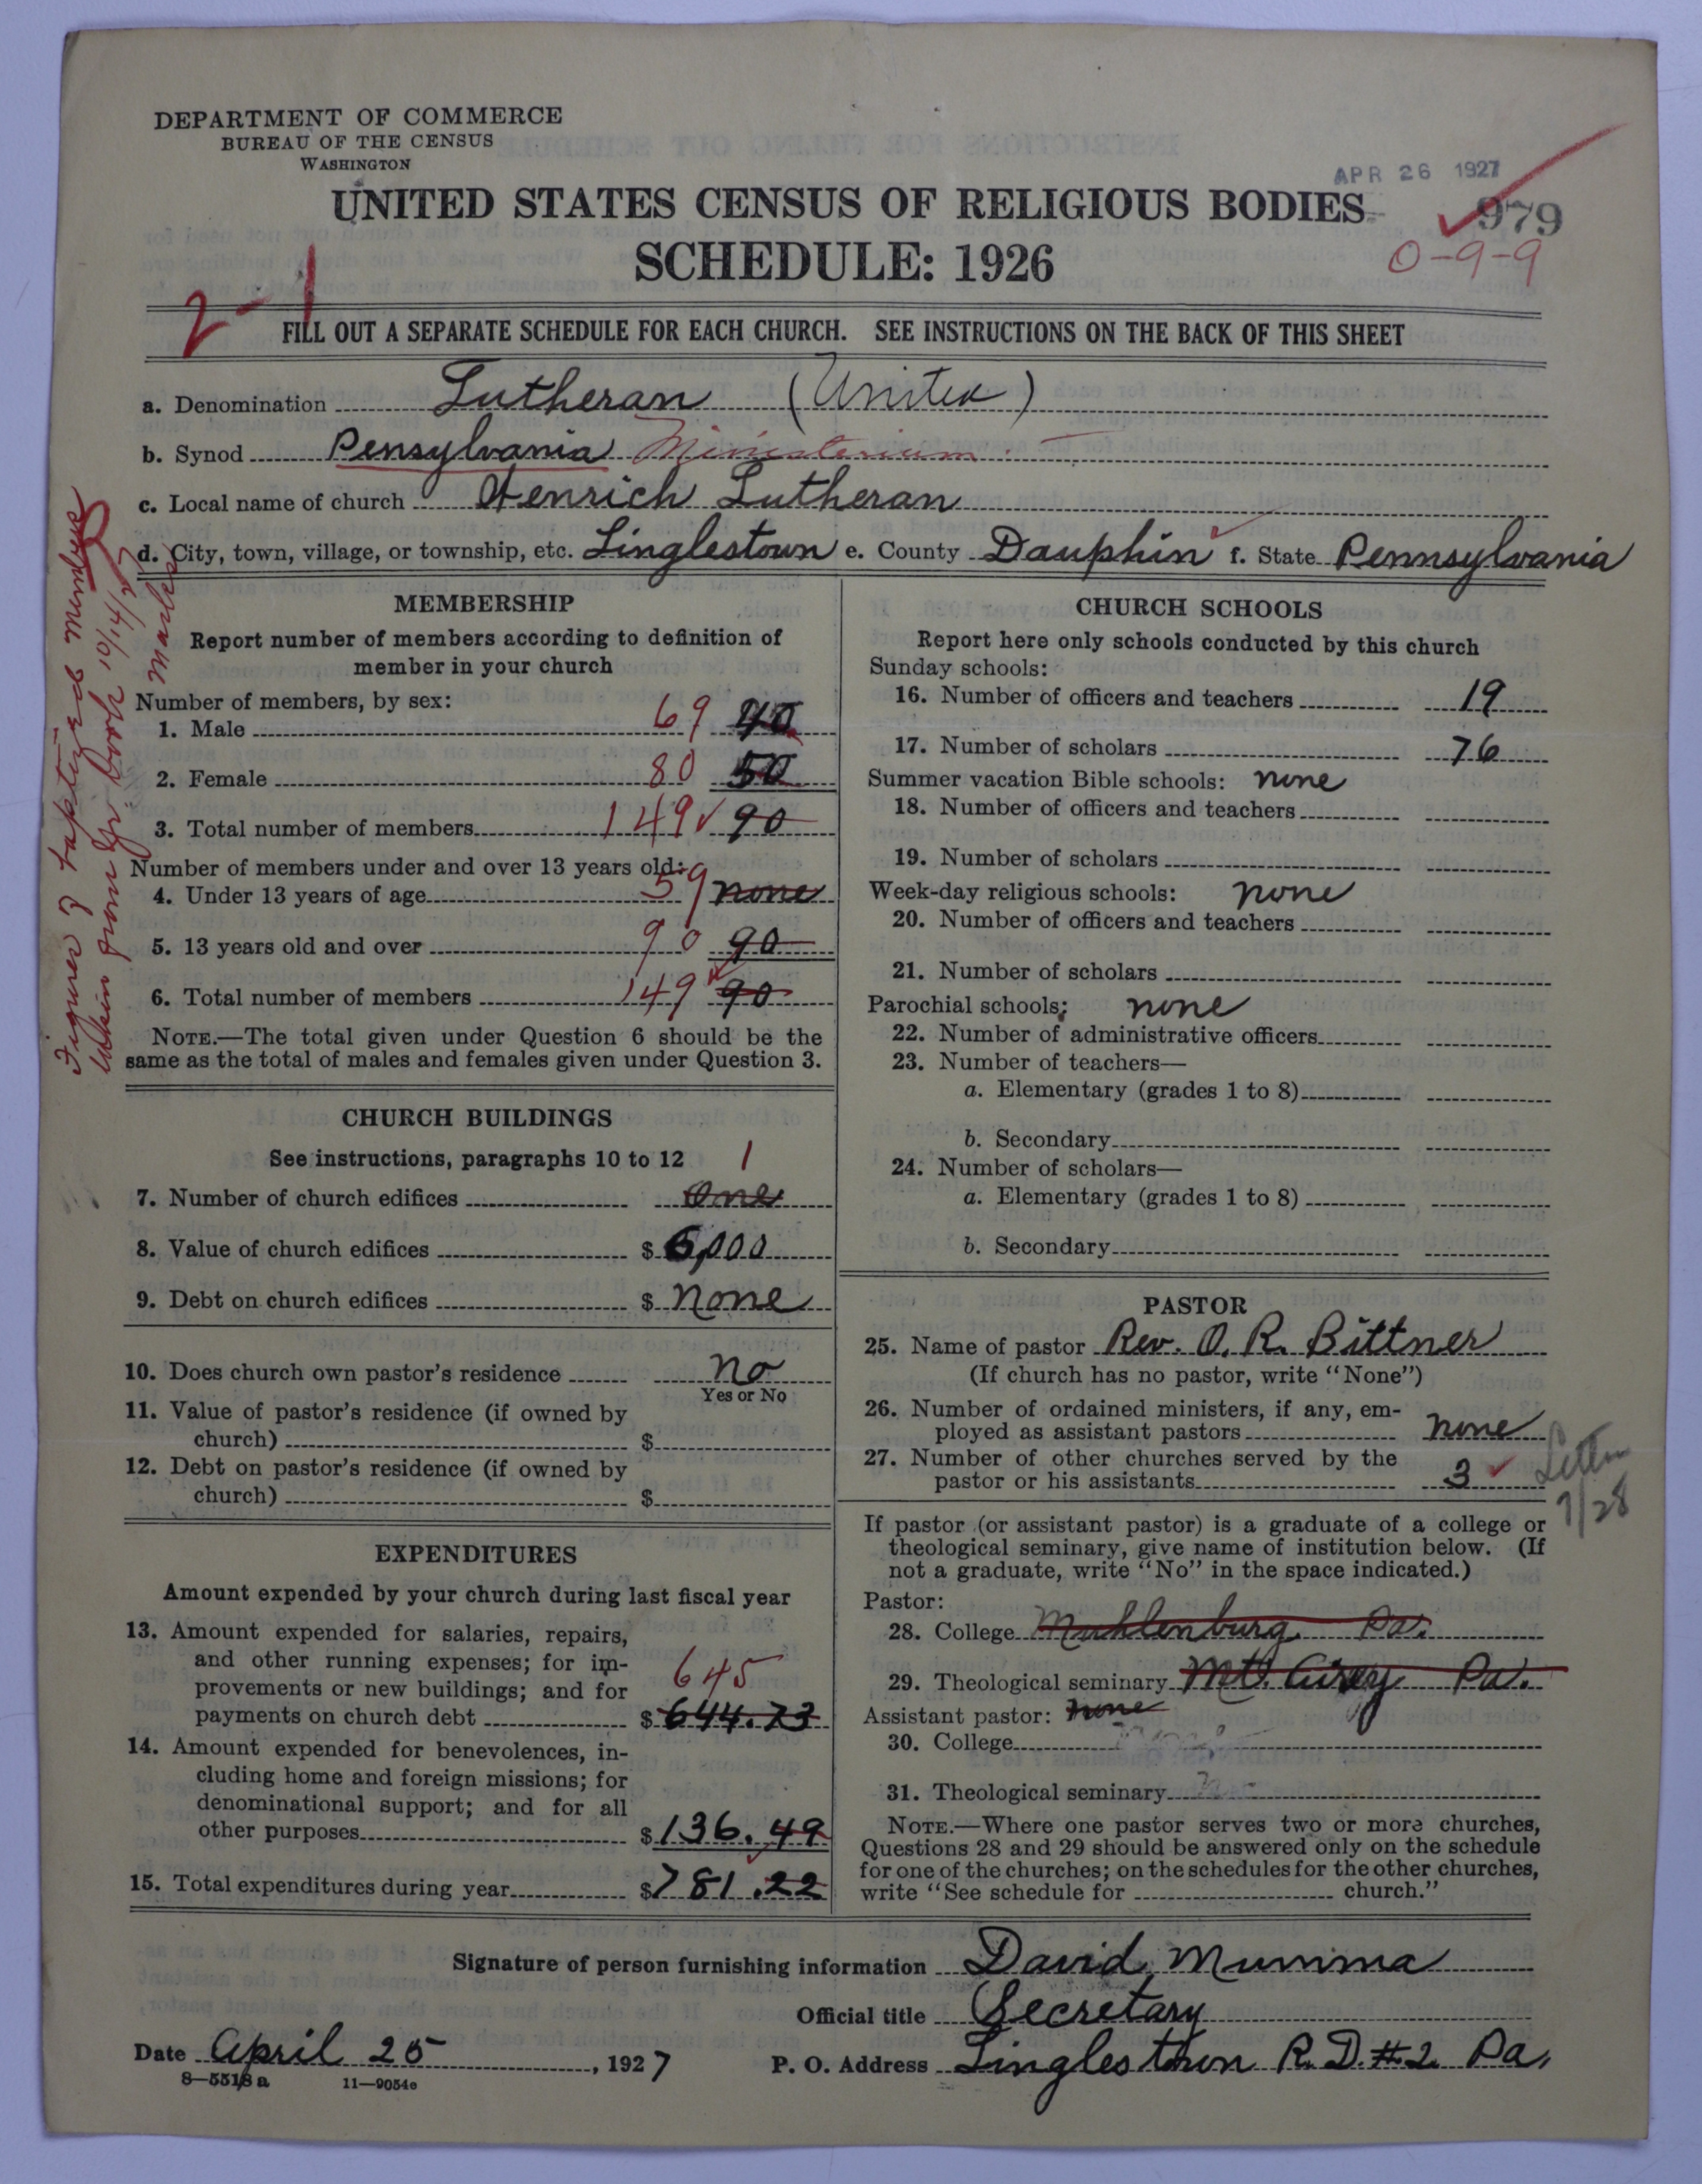 DEPARTMENT OF COMMERCE
BUREAU OF THE CENSUS
WASHINGTON
APR 26 1927
UNITED STATES CENSUS OF RELIGIOUS BODIES
979
SCHEDULE: 1926
0-9-9
2-1
FILL OUT A SEPARATE SCHEDULE FOR EACH CHURCH. SEE INSTRUCTIONS ON THE BACK OF THIS SHEET
a. Denomination Lutheran (United)
b. Synod Pensylvania Ministerium
c. Local name of church Henrich Lutheran
d. City, town, village, or township, etc. Linglestown e. County Dauphin f. State Pennsylvania
Figures of baptized members
taken from Yr. book 10/14/27
males
MEMBERSHIP
Report number of members according to definition of
member in your church
Number of members, by sex:
1. Male 69 40
2. Female 80 50
3. Total number of members 149 90
Number of members under and over 13 years old:
4. Under 13 years of age 59 none
5. 13 years old and over 90 90
6. Total number of members 149 90
NOTE.—The total given under Question 6 should be the
same as the total of males and females given under Question 3.
CHURCH BUILDINGS
See instructions, paragraphs 10 to 12 1
7. Number of church edifices One
8. Value of church edifices $ 6,000
9. Debt on church edifices $ none
10. Does church own pastor's residence no
Yes or No
11. Value of pastor's residence (if owned by
church) $
12. Debt on pastor's residence (if owned by
church) $
EXPENDITURES
Amount expended by your church during last fiscal year
13. Amount expended for salaries, repairs,
and other running expenses; for im-
provements or new buildings; and for 645
payments on church debt $ 644.73
14. Amount expended for benevolences, in-
cluding home and foreign missions; for
denominational support; and for all
other purposes $ 136.49
15. Total expenditures during year $ 781.22
CHURCH SCHOOLS
Report here only schools conducted by this church
Sunday schools:
16. Number of officers and teachers 19
17. Number of scholars 76
Summer vacation Bible schools: none
18. Number of officers and teachers
19. Number of scholars
Week-day religious schools: none
20. Number of officers and teachers
21. Number of scholars
Parochial schools: none
22. Number of administrative officers
23. Number of teachers—
a. Elementary (grades 1 to 8)
b. Secondary
24. Number of scholars—
a. Elementary (grades 1 to 8)
b. Secondary
PASTOR
25. Name of pastor Rev. O. R. Bittner
(If church has no pastor, write "None")
26. Number of ordained ministers, if any, em-
ployed as assistant pastors none
27. Number of other churches served by the
pastor or his assistants 3
Letter
7/28
If pastor (or assistant pastor) is a graduate of a college or
theological seminary, give name of institution below. (If
not a graduate, write "No" in the space indicated.)
Pastor:
28. College Muhlenburg Pa.
29. Theological seminary Mt. Airey Pa.
Assistant pastor: none
30. College
31. Theological seminary
NOTE.—Where one pastor serves two or more churches,
Questions 28 and 29 should be answered only on the schedule
for one of the churches; on the schedules for the other churches,
write "See schedule for church."
Signature of person furnishing information David Mumma
Official title Secretary
Date April 25, 1927
P. O. Address Linglestown R.D.#2 Pa.
8—5518 a 11—9054e